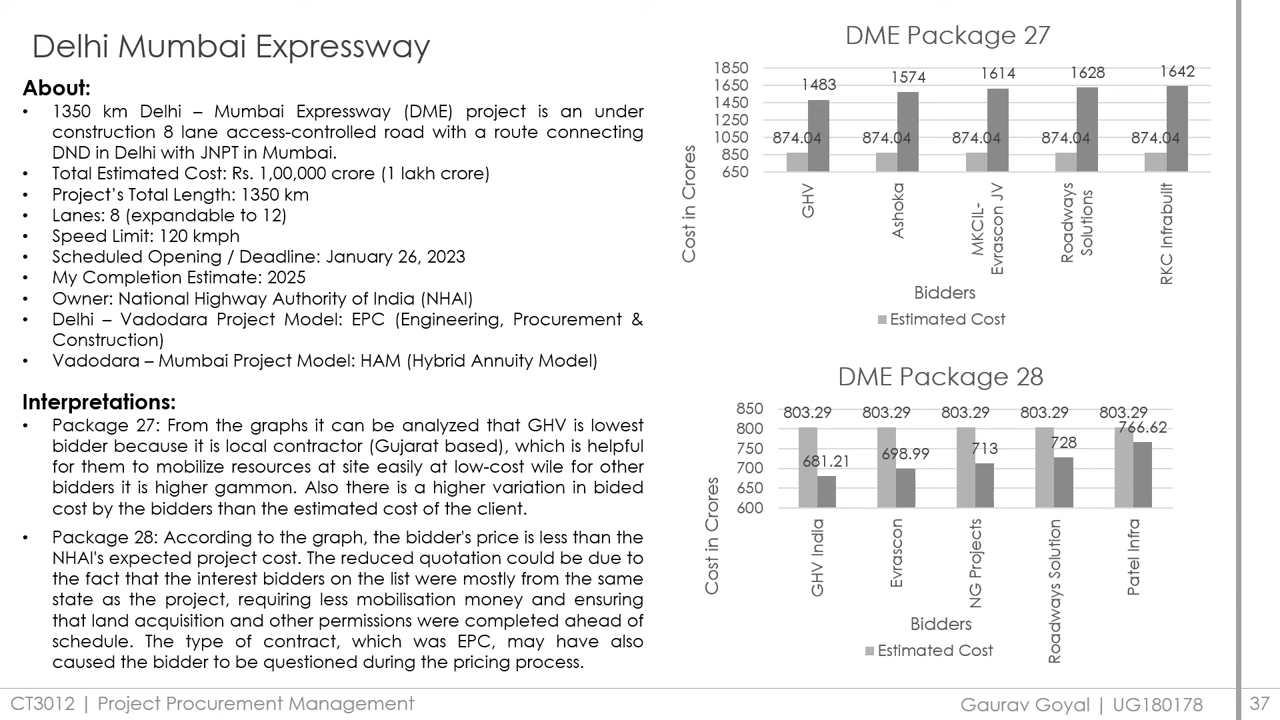 Delhi Mumbai Expressway
About:
• 1350 km Delhi – Mumbai Expressway (DME) project is an under
construction 8 lane access-controlled road with a route connecting
DND in Delhi with JNPT in Mumbai.
• Total Estimated Cost: Rs. 1,00,000 crore (1 lakh crore)
• Project's Total Length: 1350 km
• Lanes: 8 (expandable to 12)
• Speed Limit: 120 kmph
• Scheduled Opening / Deadline: January 26, 2023
• My Completion Estimate: 2025
• Owner: National Highway Authority of India (NHAI)
• Delhi – Vadodara Project Model: EPC (Engineering, Procurement &
Construction)
• Vadodara – Mumbai Project Model: HAM (Hybrid Annuity Model)
Interpretations:
• Package 27: From the graphs it can be analyzed that GHV is lowest
bidder because it is local contractor (Gujarat based), which is helpful
for them to mobilize resources at site easily at low-cost wile for other
bidders it is higher gammon. Also there is a higher variation in bided
cost by the bidders than the estimated cost of the client.
• Package 28: According to the graph, the bidder's price is less than the
NHAI's expected project cost. The reduced quotation could be due to
the fact that the interest bidders on the list were mostly from the same
state as the project, requiring less mobilisation money and ensuring
that land acquisition and other permissions were completed ahead of
schedule. The type of contract, which was EPC, may have also
caused the bidder to be questioned during the pricing process.
DME Package 27
Cost in Crores
1850
1650
1450
1250
1050
850
650
874.04
1483
874.04
1574
874.04
1614
874.04
1628
874.04
1642
GHV
Ashoka
MKCIL-
Evrascon JV
Roadways
Solutions
RKC Infrabuilt
Bidders
Estimated Cost
DME Package 28
Cost in Crores
850
800
750
700
650
600
803.29
681.21
803.29
698.99
803.29
713
803.29
728
803.29
766.62
GHV India
Evrascon
NG Projects
Roadways Solution
Patel Infra
Bidders
Estimated Cost
CT3012 | Project Procurement Management
Gaurav Goyal | UG180178
37